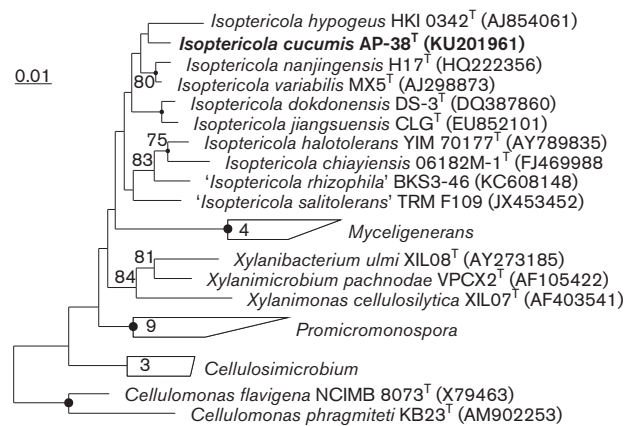 Isoptericola hypogeus HKI 0342ᵀ (AJ854061)
Isoptericola cucumis AP-38ᵀ (KU201961)
0.01
Isoptericola nanjingensis H17ᵀ (HQ222356)
80
Isoptericola variabilis MX5ᵀ (AJ298873)
Isoptericola dokdonensis DS-3ᵀ (DQ387860)
Isoptericola jiangsuensis CLGᵀ (EU852101)
75
Isoptericola halotolerans YIM 70177ᵀ (AY789835)
83
Isoptericola chiayiensis 06182M-1ᵀ (FJ469988
'Isoptericola rhizophila' BKS3-46 (KC608148)
'Isoptericola salitolerans' TRM F109 (JX453452)
4
Myceligenerans
81
Xylanibacterium ulmi XIL08ᵀ (AY273185)
84
Xylanimicrobium pachnodae VPCX2ᵀ (AF105422)
Xylanimonas cellulosilytica XIL07ᵀ (AF403541)
9
Promicromonospora
3
Cellulosimicrobium
Cellulomonas flavigena NCIMB 8073ᵀ (X79463)
Cellulomonas phragmiteti KB23ᵀ (AM902253)